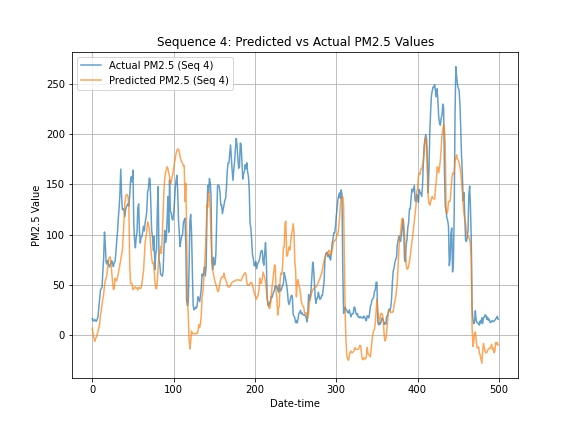 Sequence 4: Predicted vs Actual PM2.5 Values
Actual PM2.5 (Seq 4)
Predicted PM2.5 (Seq 4)
PM2.5 Value
250
200
150
100
50
0
0 100 200 300 400 500
Date-time